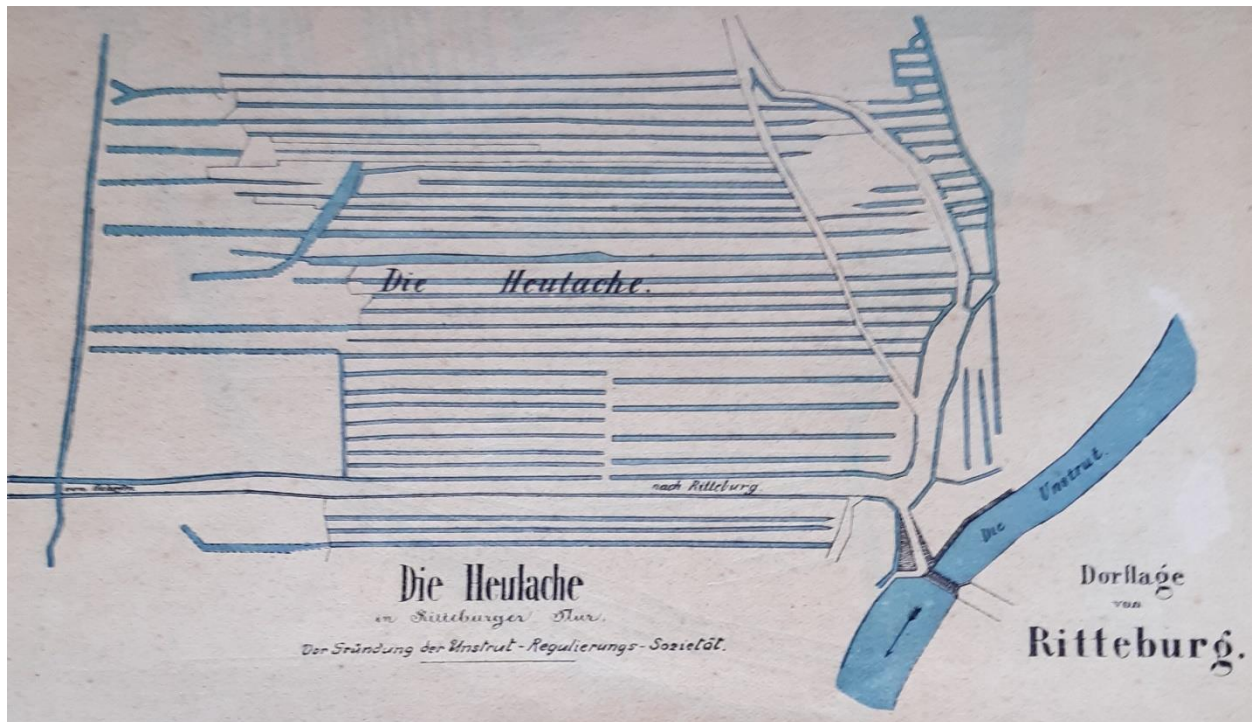 Die Heulache.
nach Ritteburg.
Die Unstrut.
Die Heulache
in Ritteburger Flur.
Vor Gründung der Unstrut-Regulierungs-Sozietät.
Dorflage
von
Ritteburg.